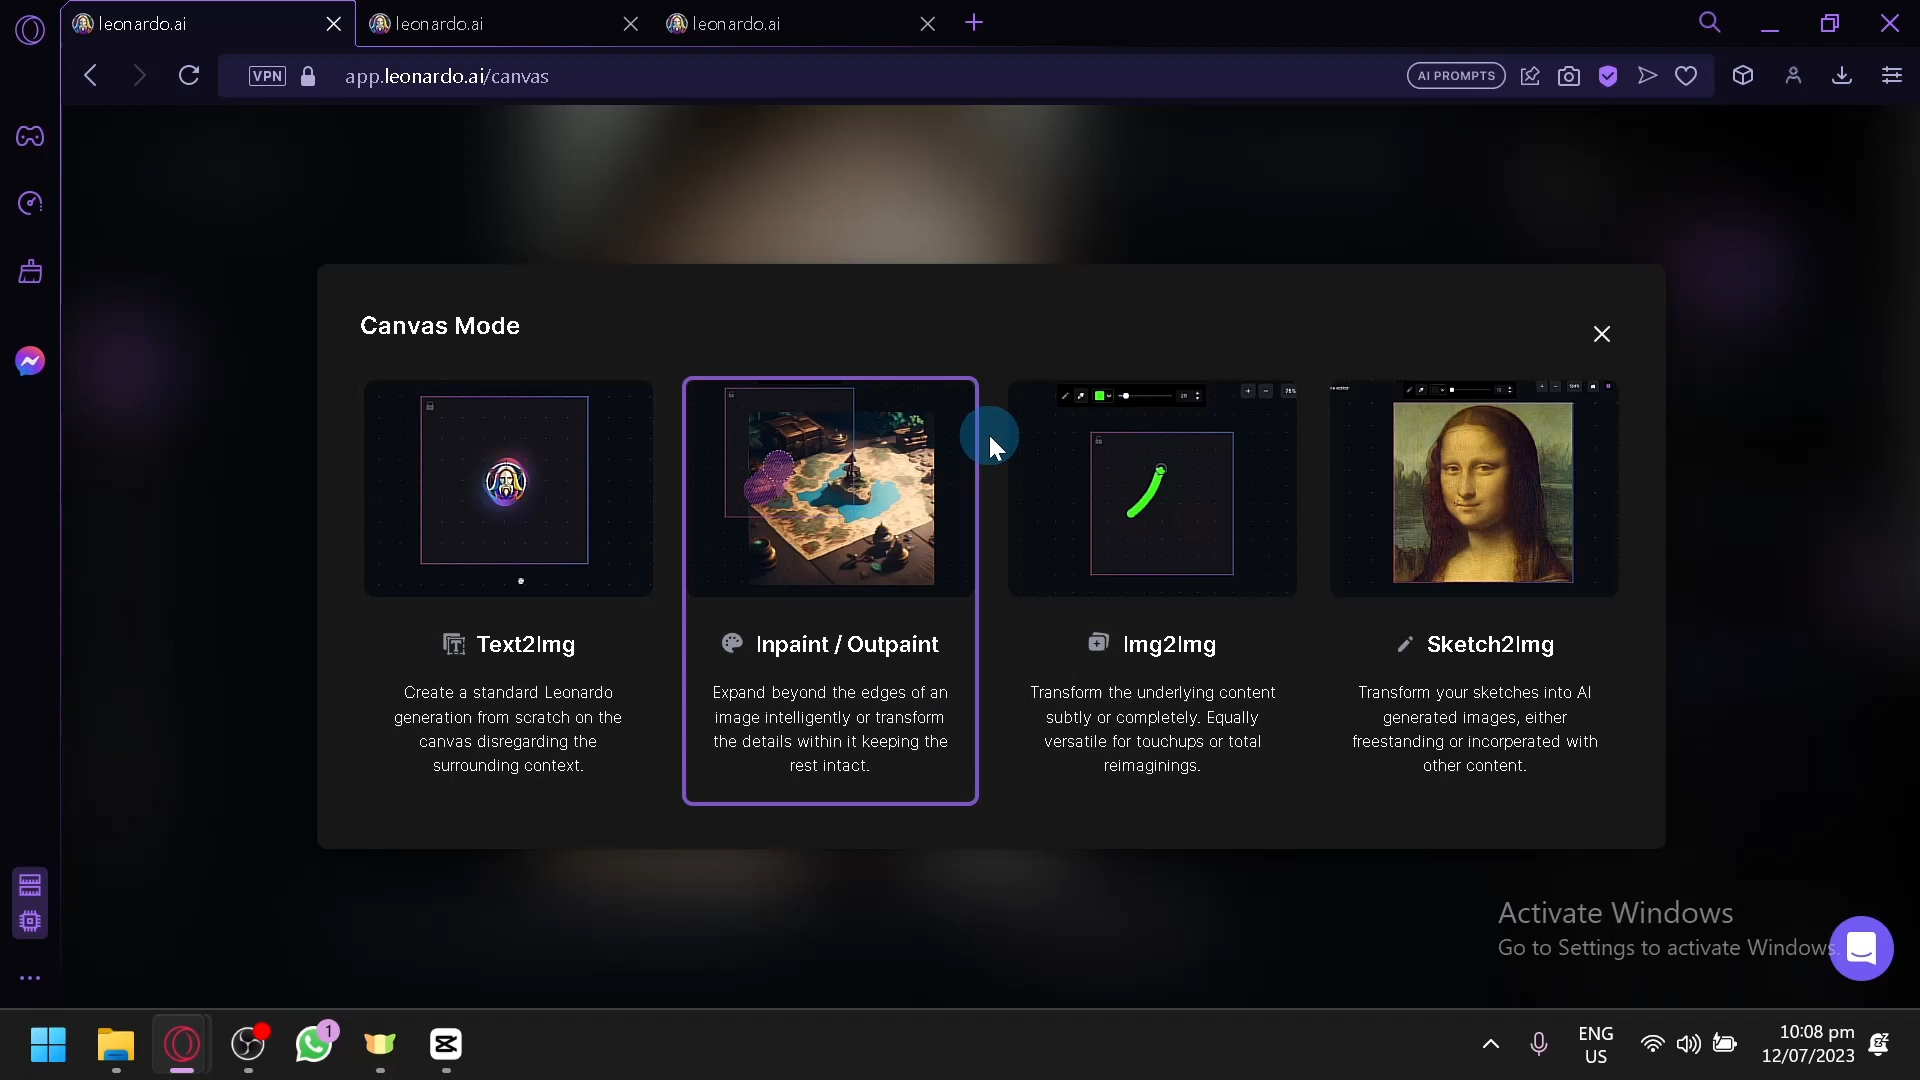 leonardo.ai
leonardo.ai
leonardo.ai
VPN
app.leonardo.ai/canvas
AI PROMPTS
Canvas Mode
Text2Img
Create a standard Leonardo
generation from scratch on the
canvas disregarding the
surrounding context.
Inpaint / Outpaint
Expand beyond the edges of an
image intelligently or transform
the details within it keeping the
rest intact.
Img2Img
Transform the underlying content
subtly or completely. Equally
versatile for touchups or total
reimaginings.
Sketch2Img
Transform your sketches into AI
generated images, either
freestanding or incorperated with
other content.
Activate Windows
Go to Settings to activate Windows.
1
ENG
US
10:08 pm
12/07/2023